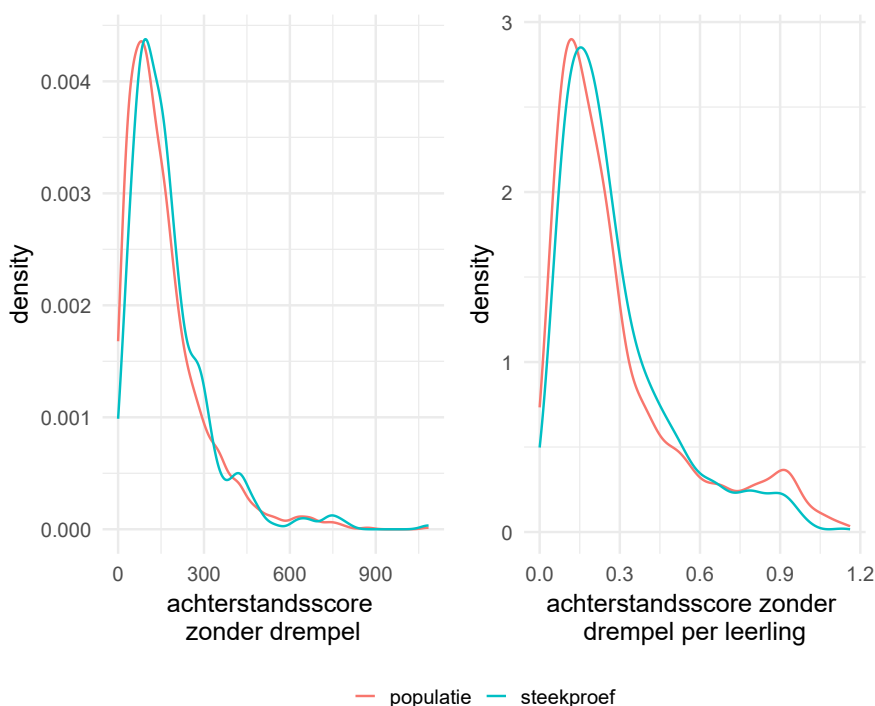 density
0.004
0.003
0.002
0.001
0.000
0 300 600 900
achterstandsscore
zonder drempel
density
3
2
1
0
0.0 0.3 0.6 0.9 1.2
achterstandsscore zonder
drempel per leerling
populatie steekproef